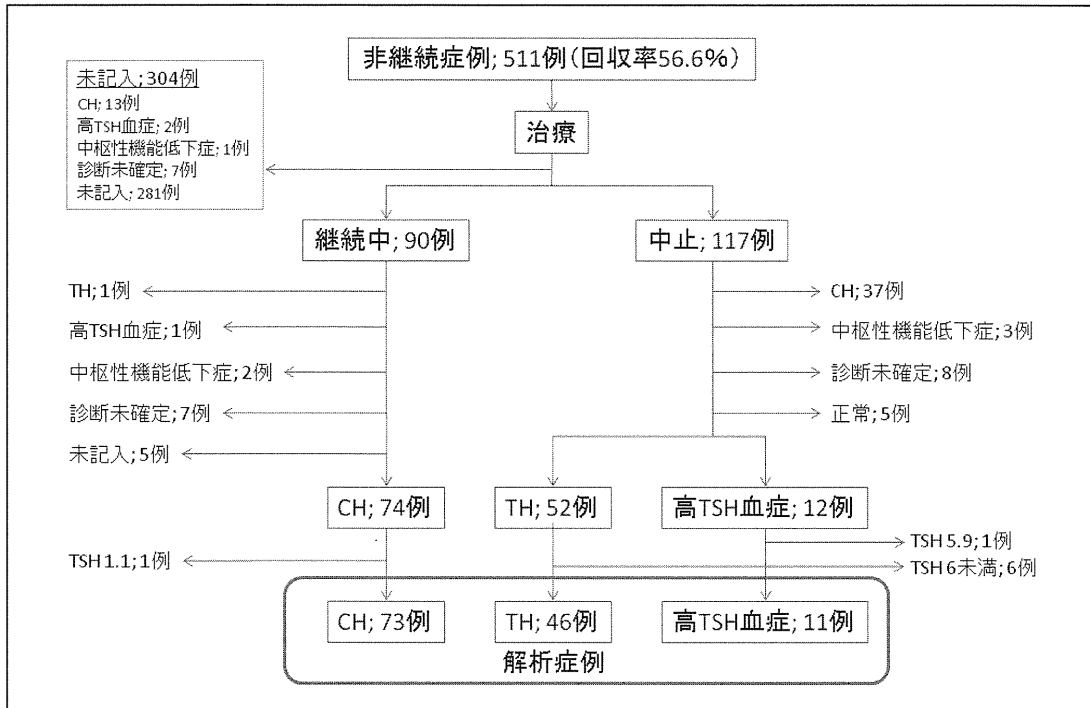 非継続症例; 511例(回収率56.6%)
未記入; 304例
CH; 13例
高TSH血症; 2例
中枢性機能低下症; 1例
診断未確定; 7例
未記入; 281例
治療
継続中; 90例
中止; 117例
TH; 1例
高TSH血症; 1例
中枢性機能低下症; 2例
診断未確定; 7例
未記入; 5例
CH; 37例
中枢性機能低下症; 3例
診断未確定; 8例
正常; 5例
CH; 74例
TH; 52例
高TSH血症; 12例
TSH 1.1; 1例
TSH 5.9; 1例
TSH 6未満; 6例
CH; 73例
TH; 46例
高TSH血症; 11例
解析症例